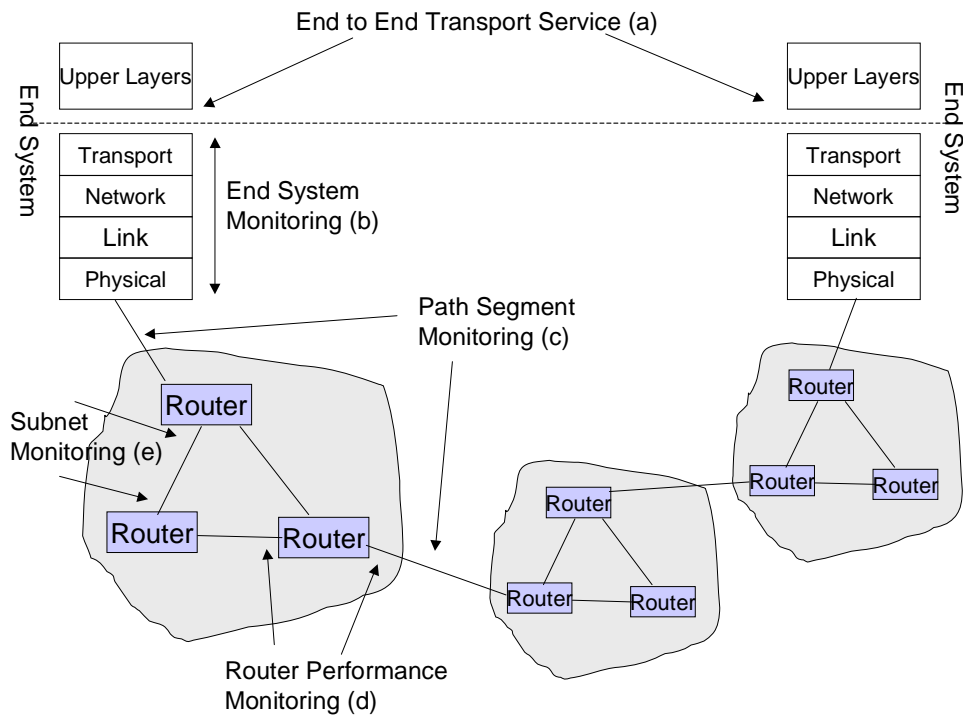 End to End Transport Service (a)
Upper Layers
Upper Layers
End System
End System
Transport
Network
Link
Physical
End System
Monitoring (b)
Transport
Network
Link
Physical
Path Segment
Monitoring (c)
Router
Router
Router
Subnet
Monitoring (e)
Router
Router
Router
Router
Router
Router
Router Performance
Monitoring (d)